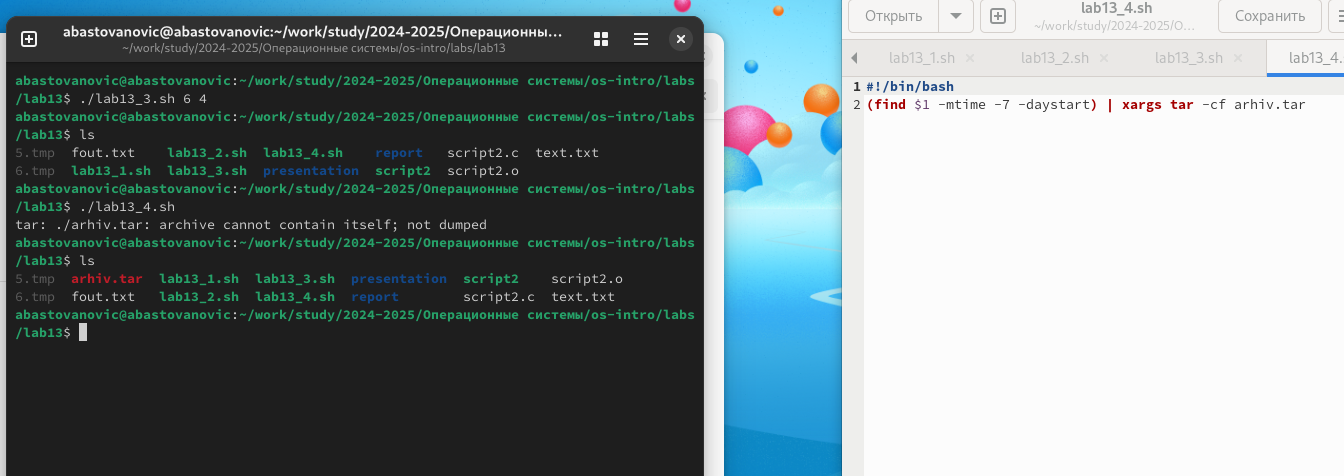 abastovanovic@abastovanovic:~/work/study/2024-2025/Операционны...
~/work/study/2024-2025/Операционные системы/os-intro/labs/lab13
abastovanovic@abastovanovic:~/work/study/2024-2025/Операционные системы/os-intro/labs
/lab13$ ./lab13_3.sh 6 4
abastovanovic@abastovanovic:~/work/study/2024-2025/Операционные системы/os-intro/labs
/lab13$ ls
5.tmp fout.txt lab13_2.sh lab13_4.sh report script2.c text.txt
6.tmp lab13_1.sh lab13_3.sh presentation script2 script2.o
abastovanovic@abastovanovic:~/work/study/2024-2025/Операционные системы/os-intro/labs
/lab13$ ./lab13_4.sh
tar: ./arhiv.tar: archive cannot contain itself; not dumped
abastovanovic@abastovanovic:~/work/study/2024-2025/Операционные системы/os-intro/labs
/lab13$ ls
5.tmp arhiv.tar lab13_1.sh lab13_3.sh presentation script2 script2.o
6.tmp fout.txt lab13_2.sh lab13_4.sh report script2.c text.txt
abastovanovic@abastovanovic:~/work/study/2024-2025/Операционные системы/os-intro/labs
/lab13$
Открыть
lab13_4.sh
~/work/study/2024-2025/О...
Сохранить
lab13_1.sh lab13_2.sh lab13_3.sh lab13_4.
1 #!/bin/bash
2 (find $1 -mtime -7 -daystart) | xargs tar -cf arhiv.tar